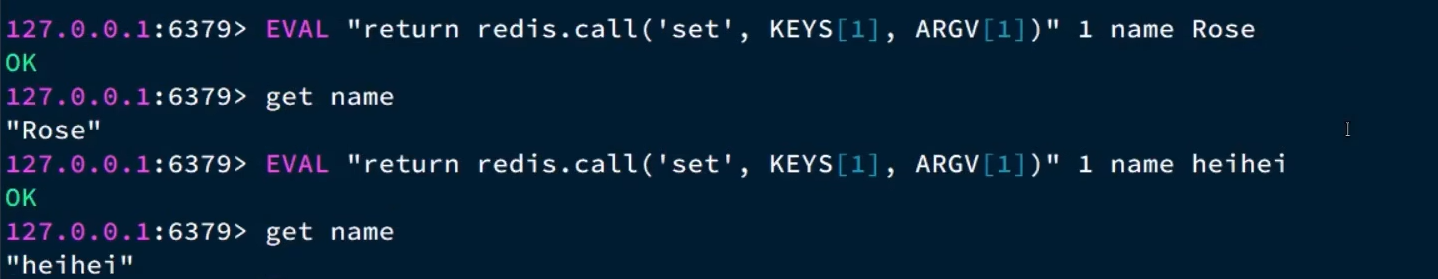 127.0.0.1:6379> EVAL "return redis.call('set', KEYS[1], ARGV[1])" 1 name Rose
OK
127.0.0.1:6379> get name
"Rose"
127.0.0.1:6379> EVAL "return redis.call('set', KEYS[1], ARGV[1])" 1 name heihei
OK
127.0.0.1:6379> get name
"heihei"